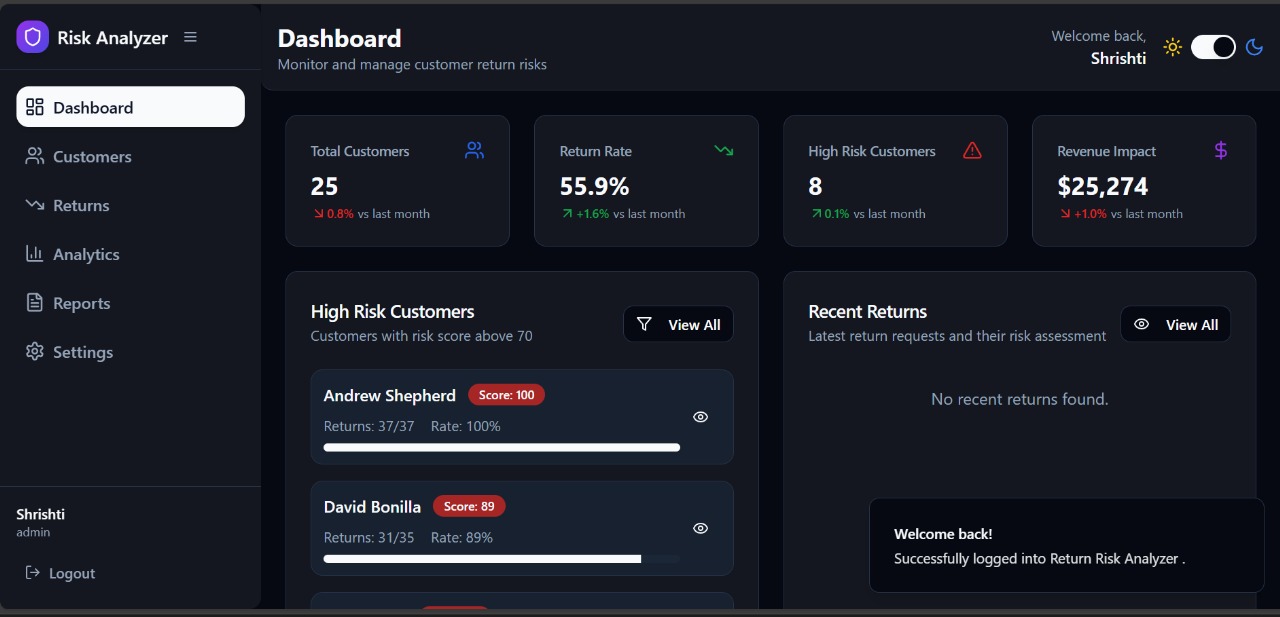 Risk Analyzer
Dashboard
Customers
Returns
Analytics
Reports
Settings
Shrishti
admin
Logout
Dashboard
Monitor and manage customer return risks
Welcome back,
Shrishti
Total Customers
25
0.8% vs last month
Return Rate
55.9%
+1.6% vs last month
High Risk Customers
8
0.1% vs last month
Revenue Impact
$25,274
+1.0% vs last month
High Risk Customers
Customers with risk score above 70
View All
Andrew Shepherd Score: 100
Returns: 37/37 Rate: 100%
David Bonilla Score: 89
Returns: 31/35 Rate: 89%
Recent Returns
Latest return requests and their risk assessment
View All
No recent returns found.
Welcome back!
Successfully logged into Return Risk Analyzer .